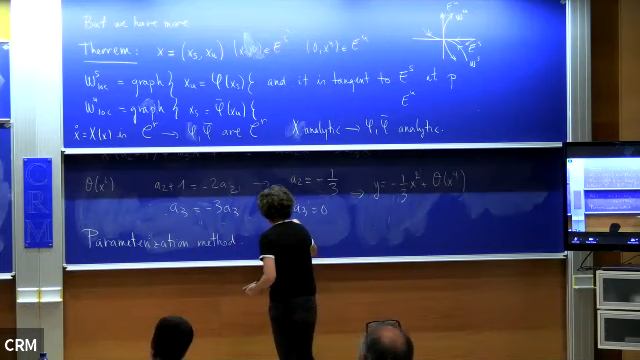 But we have more
Theorem: x = (x_s, x_u) (x_s, 0) ∈ E^s (0, x^u) ∈ E^u
W^s_loc = graph { x_u = φ(x_s) } and it is tangent to E^s at p
W^u_loc = graph { x_s = φ̄(x_u) } E^u
ẋ = X(x) is C^r → φ, φ̄ are C^r X analytic → φ, φ̄ analytic.
E^u
W^u
E^s
W^s
O(x^2) a_2 + 1 = -2a_2 → a_2 = -1/3 → y = -1/3 x^2 + O(x^4)
a_3 = -3a_3 a_3 = 0
Parameterization method.
CRM
CRM